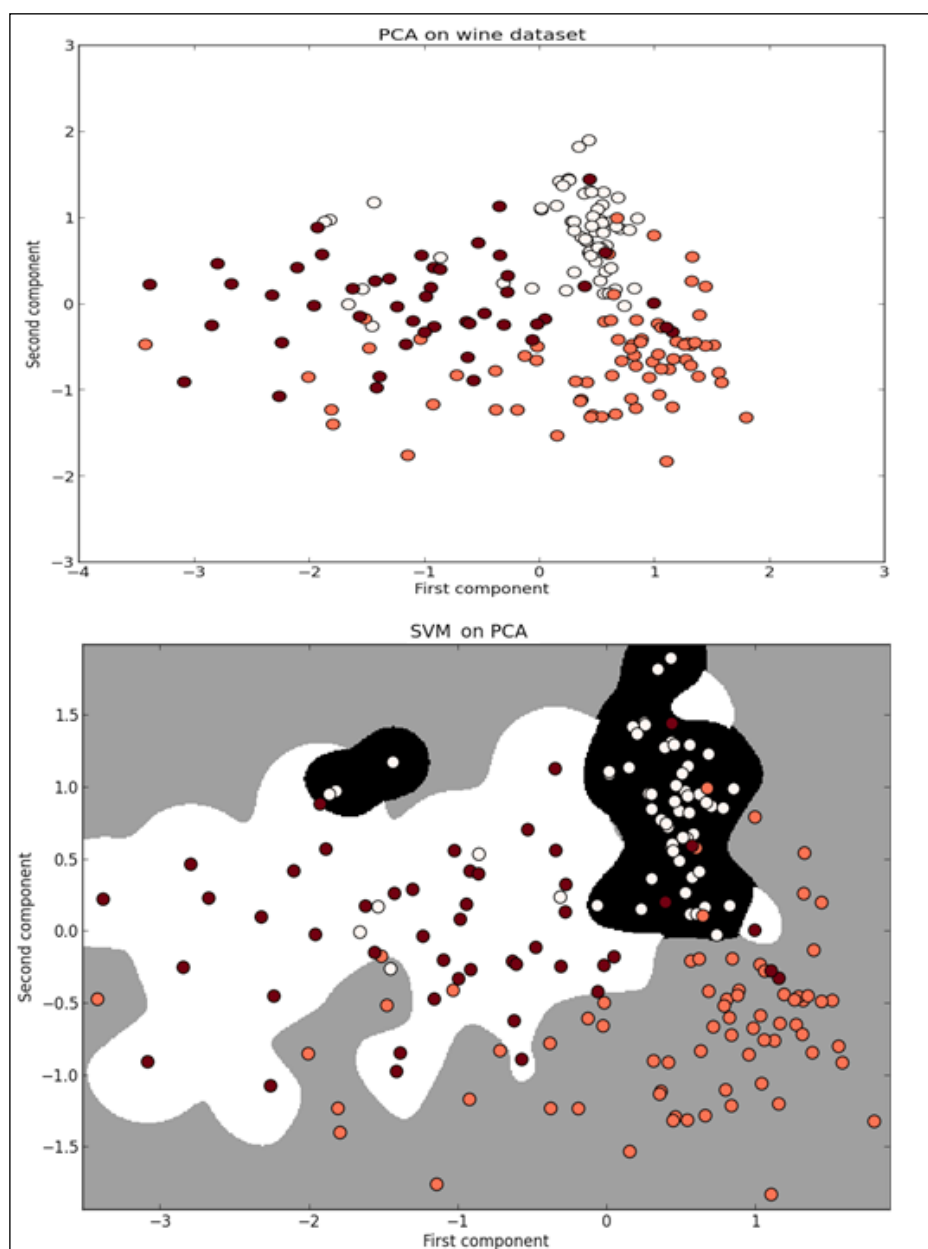 PCA on wine dataset
3
2
1
0
−1
−2
−3
Second component
−4 −3 −2 −1 0 1 2 3
First component
SVM on PCA
1.5
1.0
0.5
0.0
−0.5
−1.0
−1.5
Second component
−3 −2 −1 0 1
First component